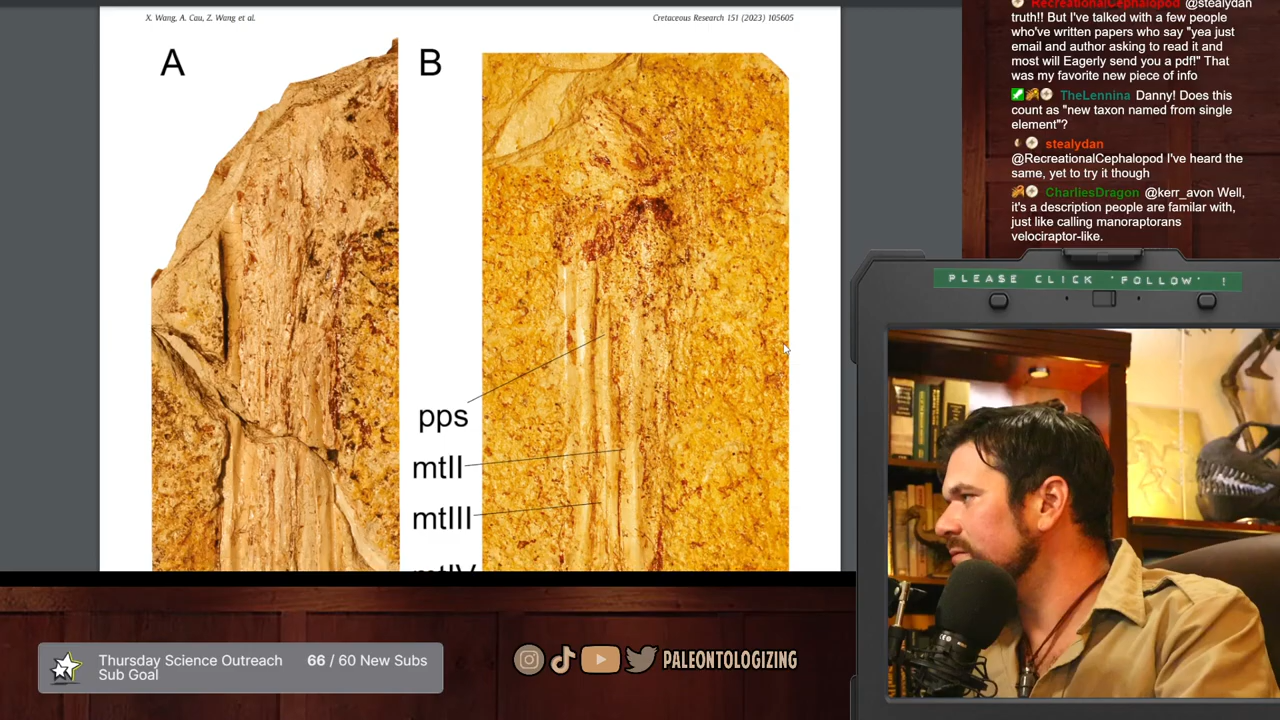 X. Wang, A. Cau, Z. Wang et al.
Cretaceous Research 151 (2023) 105605
A
B
pps
mtII
mtIII
mtIV
RecreationalCephalopod @stealydan
truth!! But I've talked with a few people
who've written papers who say "yea just
email and author asking to read it and
most will Eagerly send you a pdf!" That
was my favorite new piece of info
TheLennina Danny! Does this
count as "new taxon named from single
element"?
stealydan
@RecreationalCephalopod I've heard the
same, yet to try it though
CharliesDragon @kerr_avon Well,
it's a description people are familar with,
just like calling manoraptorans
velociraptor-like.
PLEASE CLICK 'FOLLOW' !
Thursday Science Outreach
Sub Goal
66 / 60 New Subs
PALEONTOLOGIZING